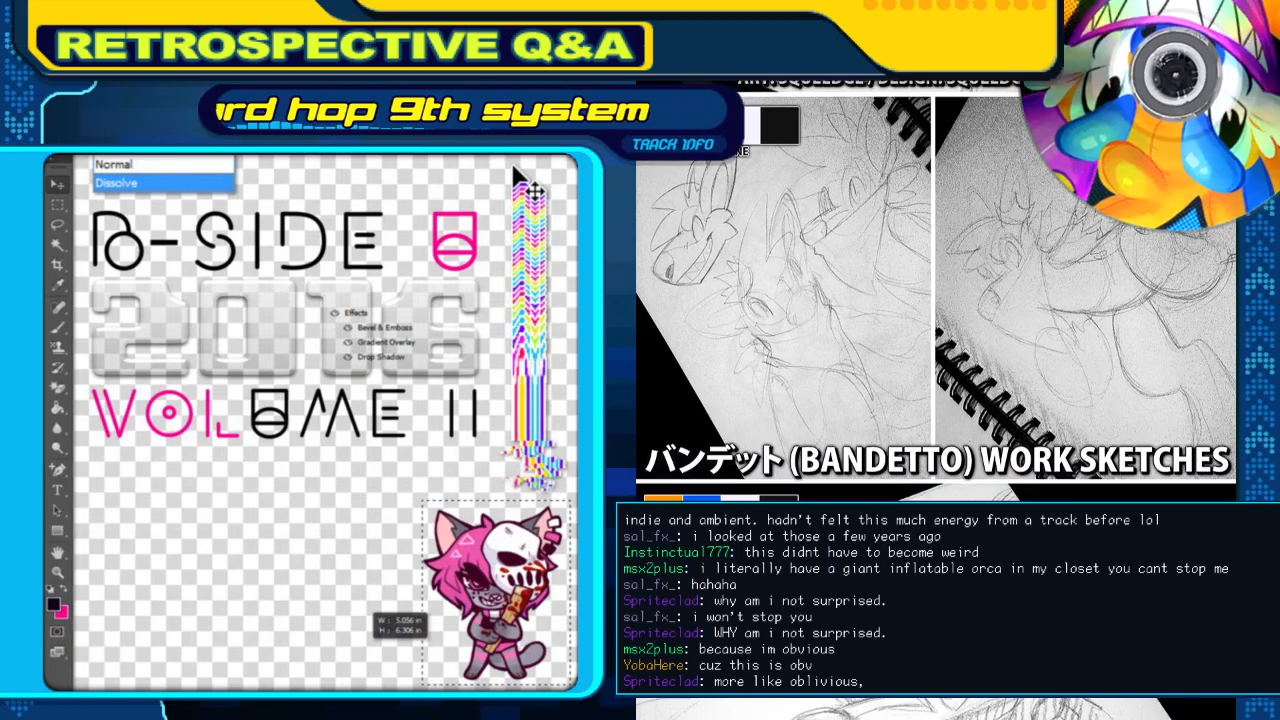 RETROSPECTIVE Q&A
rd hop 9th system
TRACK INFO
Normal
Dissolve
B-SIDE U
2016
VOLUME II
Effects
Bevel & Emboss
Gradient Overlay
Drop Shadow
W : 5.056 in
H : 6.306 in
バンデット (BANDETTO) WORK SKETCHES
indie and ambient. hadn't felt this much energy from a track before lol
sal_fx_: i looked at those a few years ago
Instinctual777: this didnt have to become weird
msx2plus: i literally have a giant inflatable orca in my closet you cant stop me
sal_fx_: hahaha
Spriteclad: why am i not surprised.
sal_fx_: i won't stop you
Spriteclad: WHY am i not surprised.
msx2plus: because im obvious
YobaHere: cuz this is obv
Spriteclad: more like oblivious,